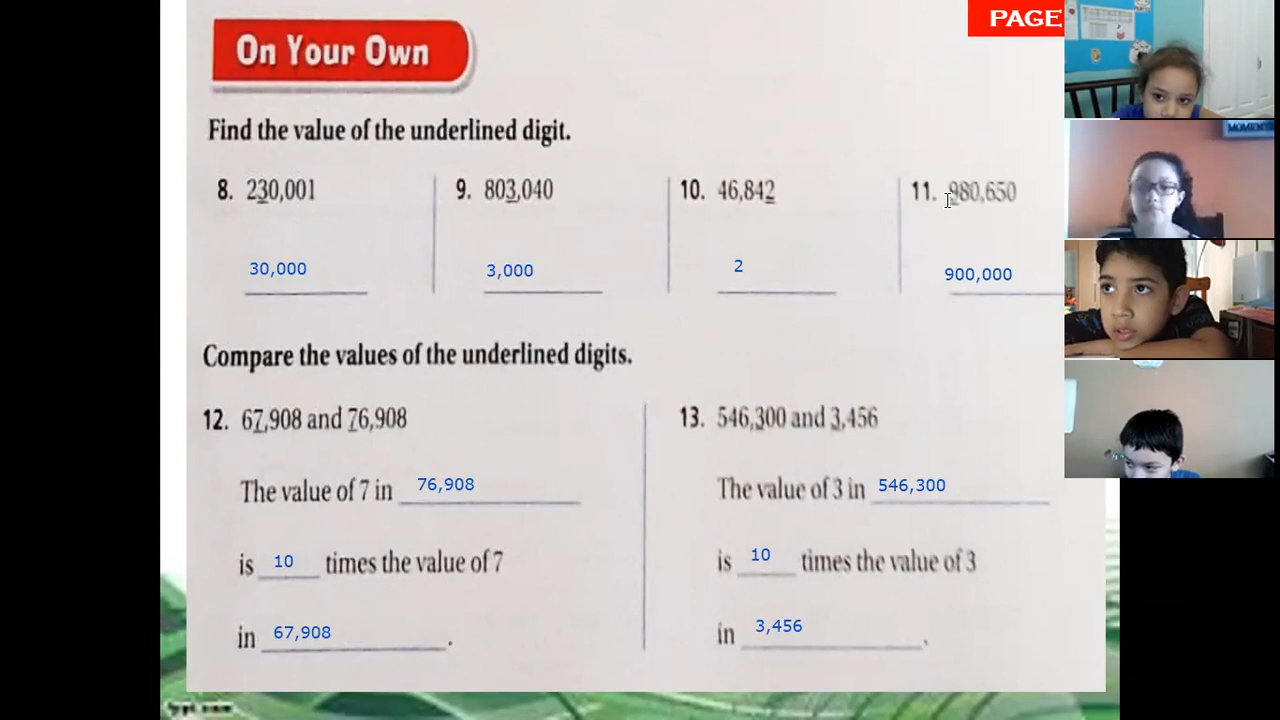 PAGE
On Your Own
MOMENTS
Find the value of the underlined digit.
8. 230,001 9. 803,040 10. 46,842 11. 980,650
30,000 3,000 2 900,000
Compare the values of the underlined digits.
12. 67,908 and 76,908 13. 546,300 and 3,456
The value of 7 in 76,908 The value of 3 in 546,300
is 10 times the value of 7 is 10 times the value of 3
in 67,908. in 3,456.